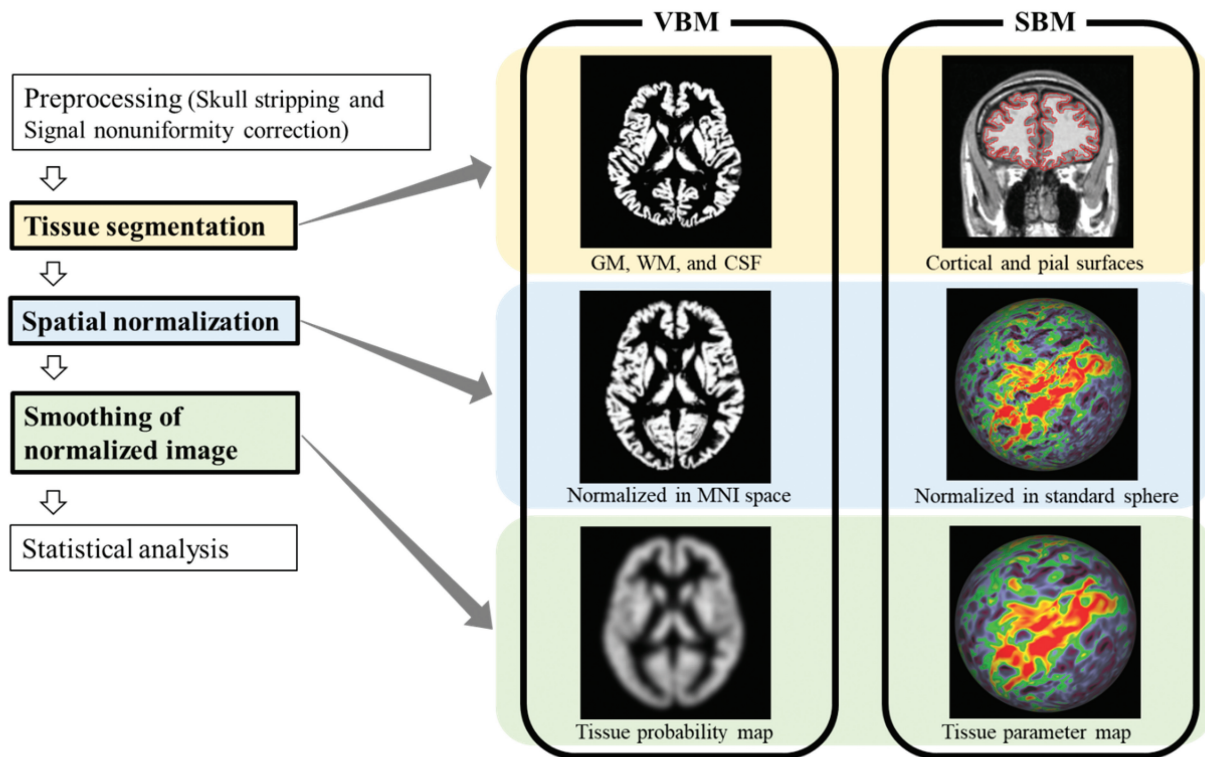 Preprocessing (Skull stripping and
Signal nonuniformity correction)
Tissue segmentation
Spatial normalization
Smoothing of
normalized image
Statistical analysis
VBM
SBM
GM, WM, and CSF
Cortical and pial surfaces
Normalized in MNI space
Normalized in standard sphere
Tissue probability map
Tissue parameter map